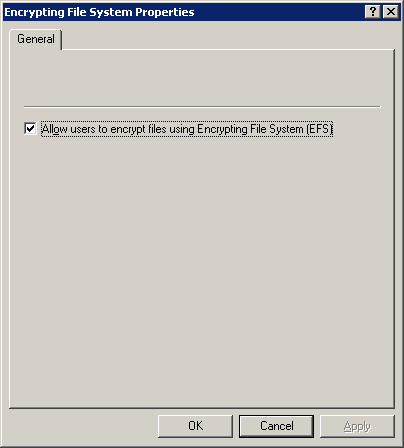 Encrypting File System Properties
General
Allow users to encrypt files using Encrypting File System (EFS)
OK Cancel Apply